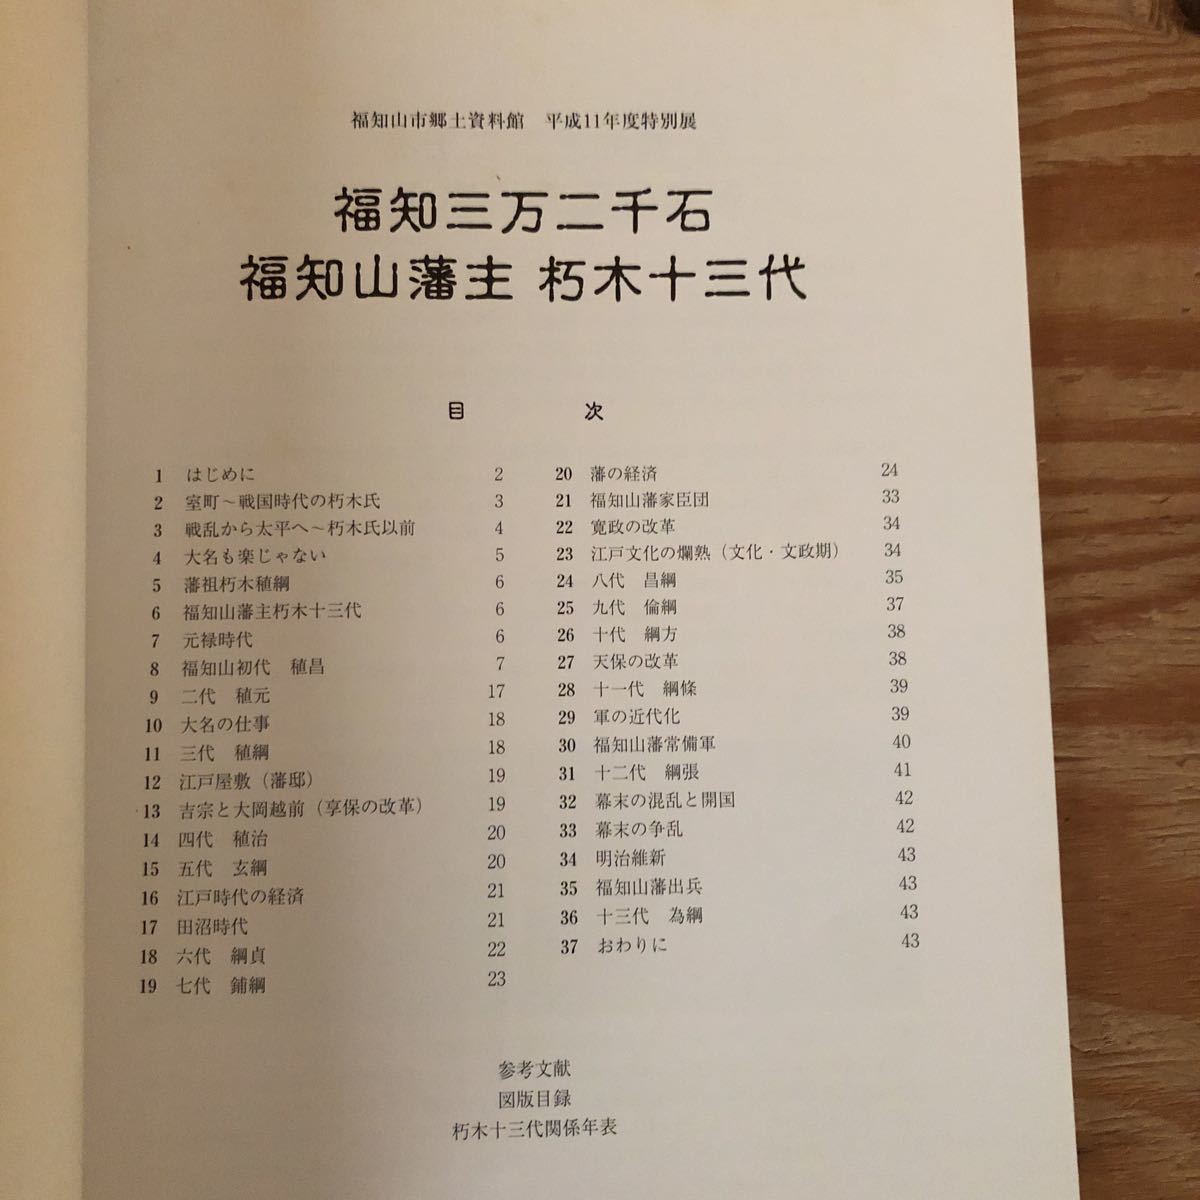 福知山市郷土資料館　平成11年度特別展
福知三万二千石
福知山藩主 朽木十三代
目　次
1 はじめに 2
2 室町～戦国時代の朽木氏 3
3 戦乱から太平へ～朽木氏以前 4
4 大名も楽じゃない 5
5 藩祖朽木稙綱 6
6 福知山藩主朽木十三代 6
7 元禄時代 6
8 福知山初代　稙昌 7
9 二代　稙元 17
10 大名の仕事 18
11 三代　稙綱 18
12 江戸屋敷（藩邸） 19
13 吉宗と大岡越前（享保の改革） 19
14 四代　稙治 20
15 五代　玄綱 20
16 江戸時代の経済 21
17 田沼時代 21
18 六代　綱貞 22
19 七代　鋪綱 23
20 藩の経済 24
21 福知山藩家臣団 33
22 寛政の改革 34
23 江戸文化の爛熟（文化・文政期） 34
24 八代　昌綱 35
25 九代　倫綱 37
26 十代　綱方 38
27 天保の改革 38
28 十一代　綱條 39
29 軍の近代化 39
30 福知山藩常備軍 40
31 十二代　綱張 41
32 幕末の混乱と開国 42
33 幕末の争乱 42
34 明治維新 43
35 福知山藩出兵 43
36 十三代　為綱 43
37 おわりに 43
参考文献
図版目録
朽木十三代関係年表